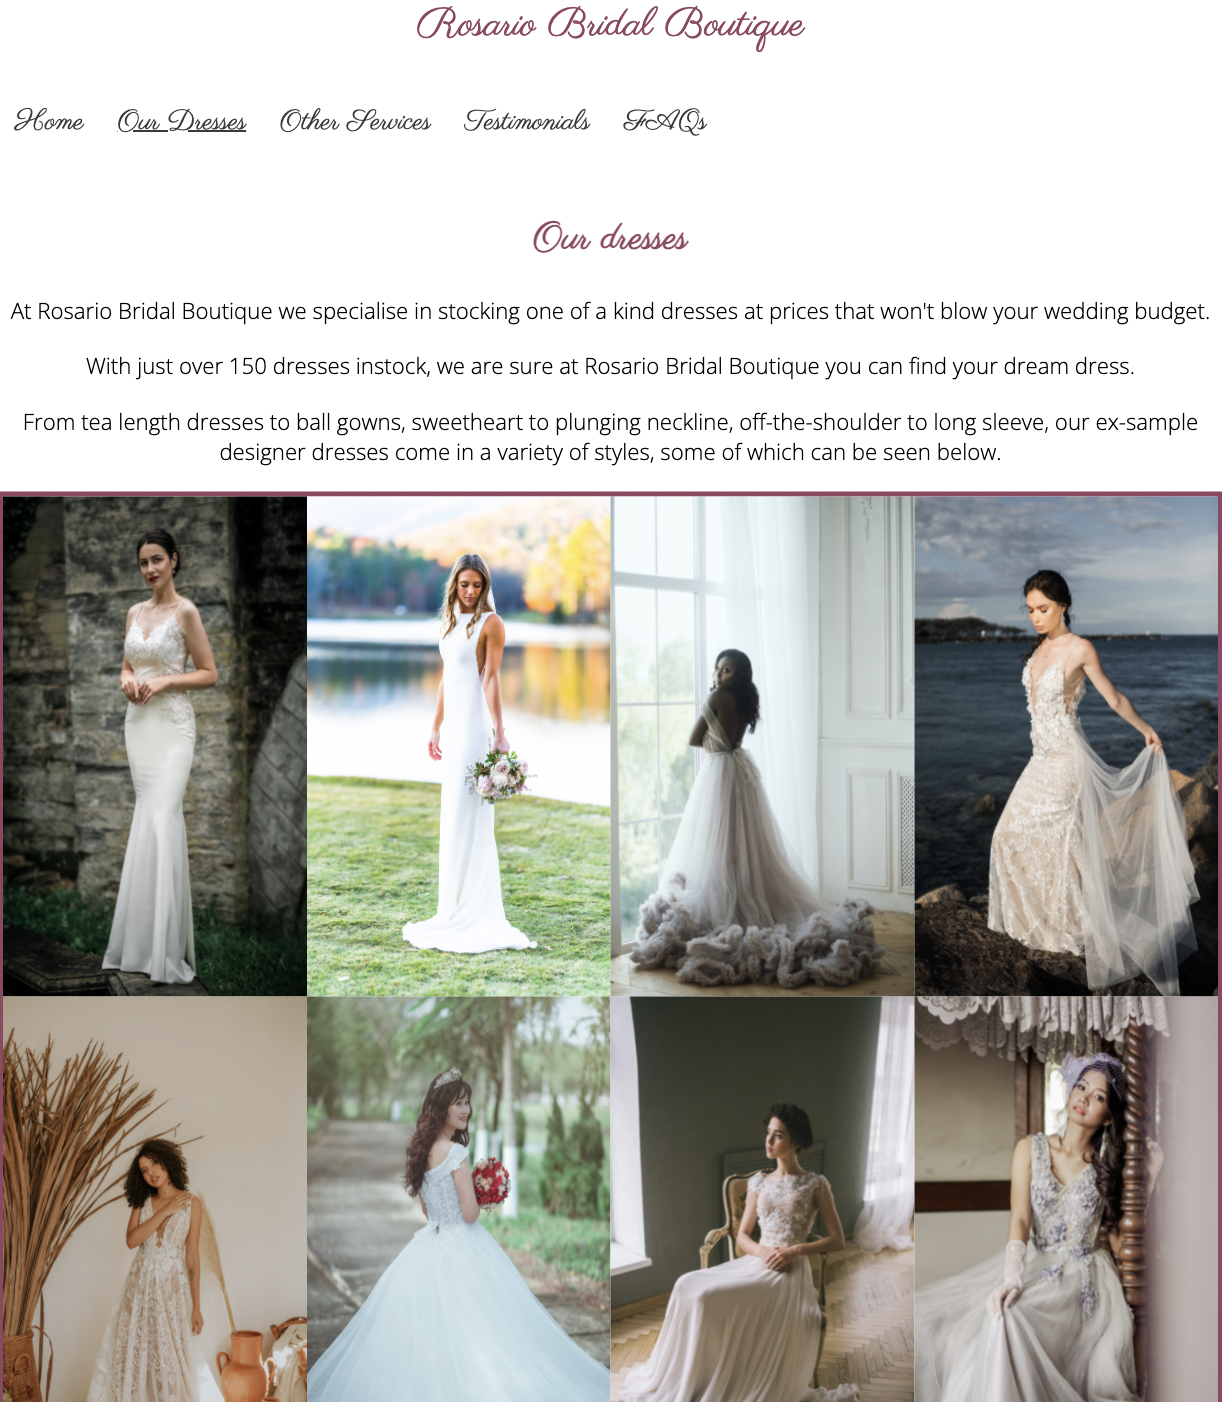 Rosario Bridal Boutique
Home Our Dresses Other Services Testimonials FAQs
Our dresses
At Rosario Bridal Boutique we specialise in stocking one of a kind dresses at prices that won't blow your wedding budget.
With just over 150 dresses instock, we are sure at Rosario Bridal Boutique you can find your dream dress.
From tea length dresses to ball gowns, sweetheart to plunging neckline, off-the-shoulder to long sleeve, our ex-sample
designer dresses come in a variety of styles, some of which can be seen below.